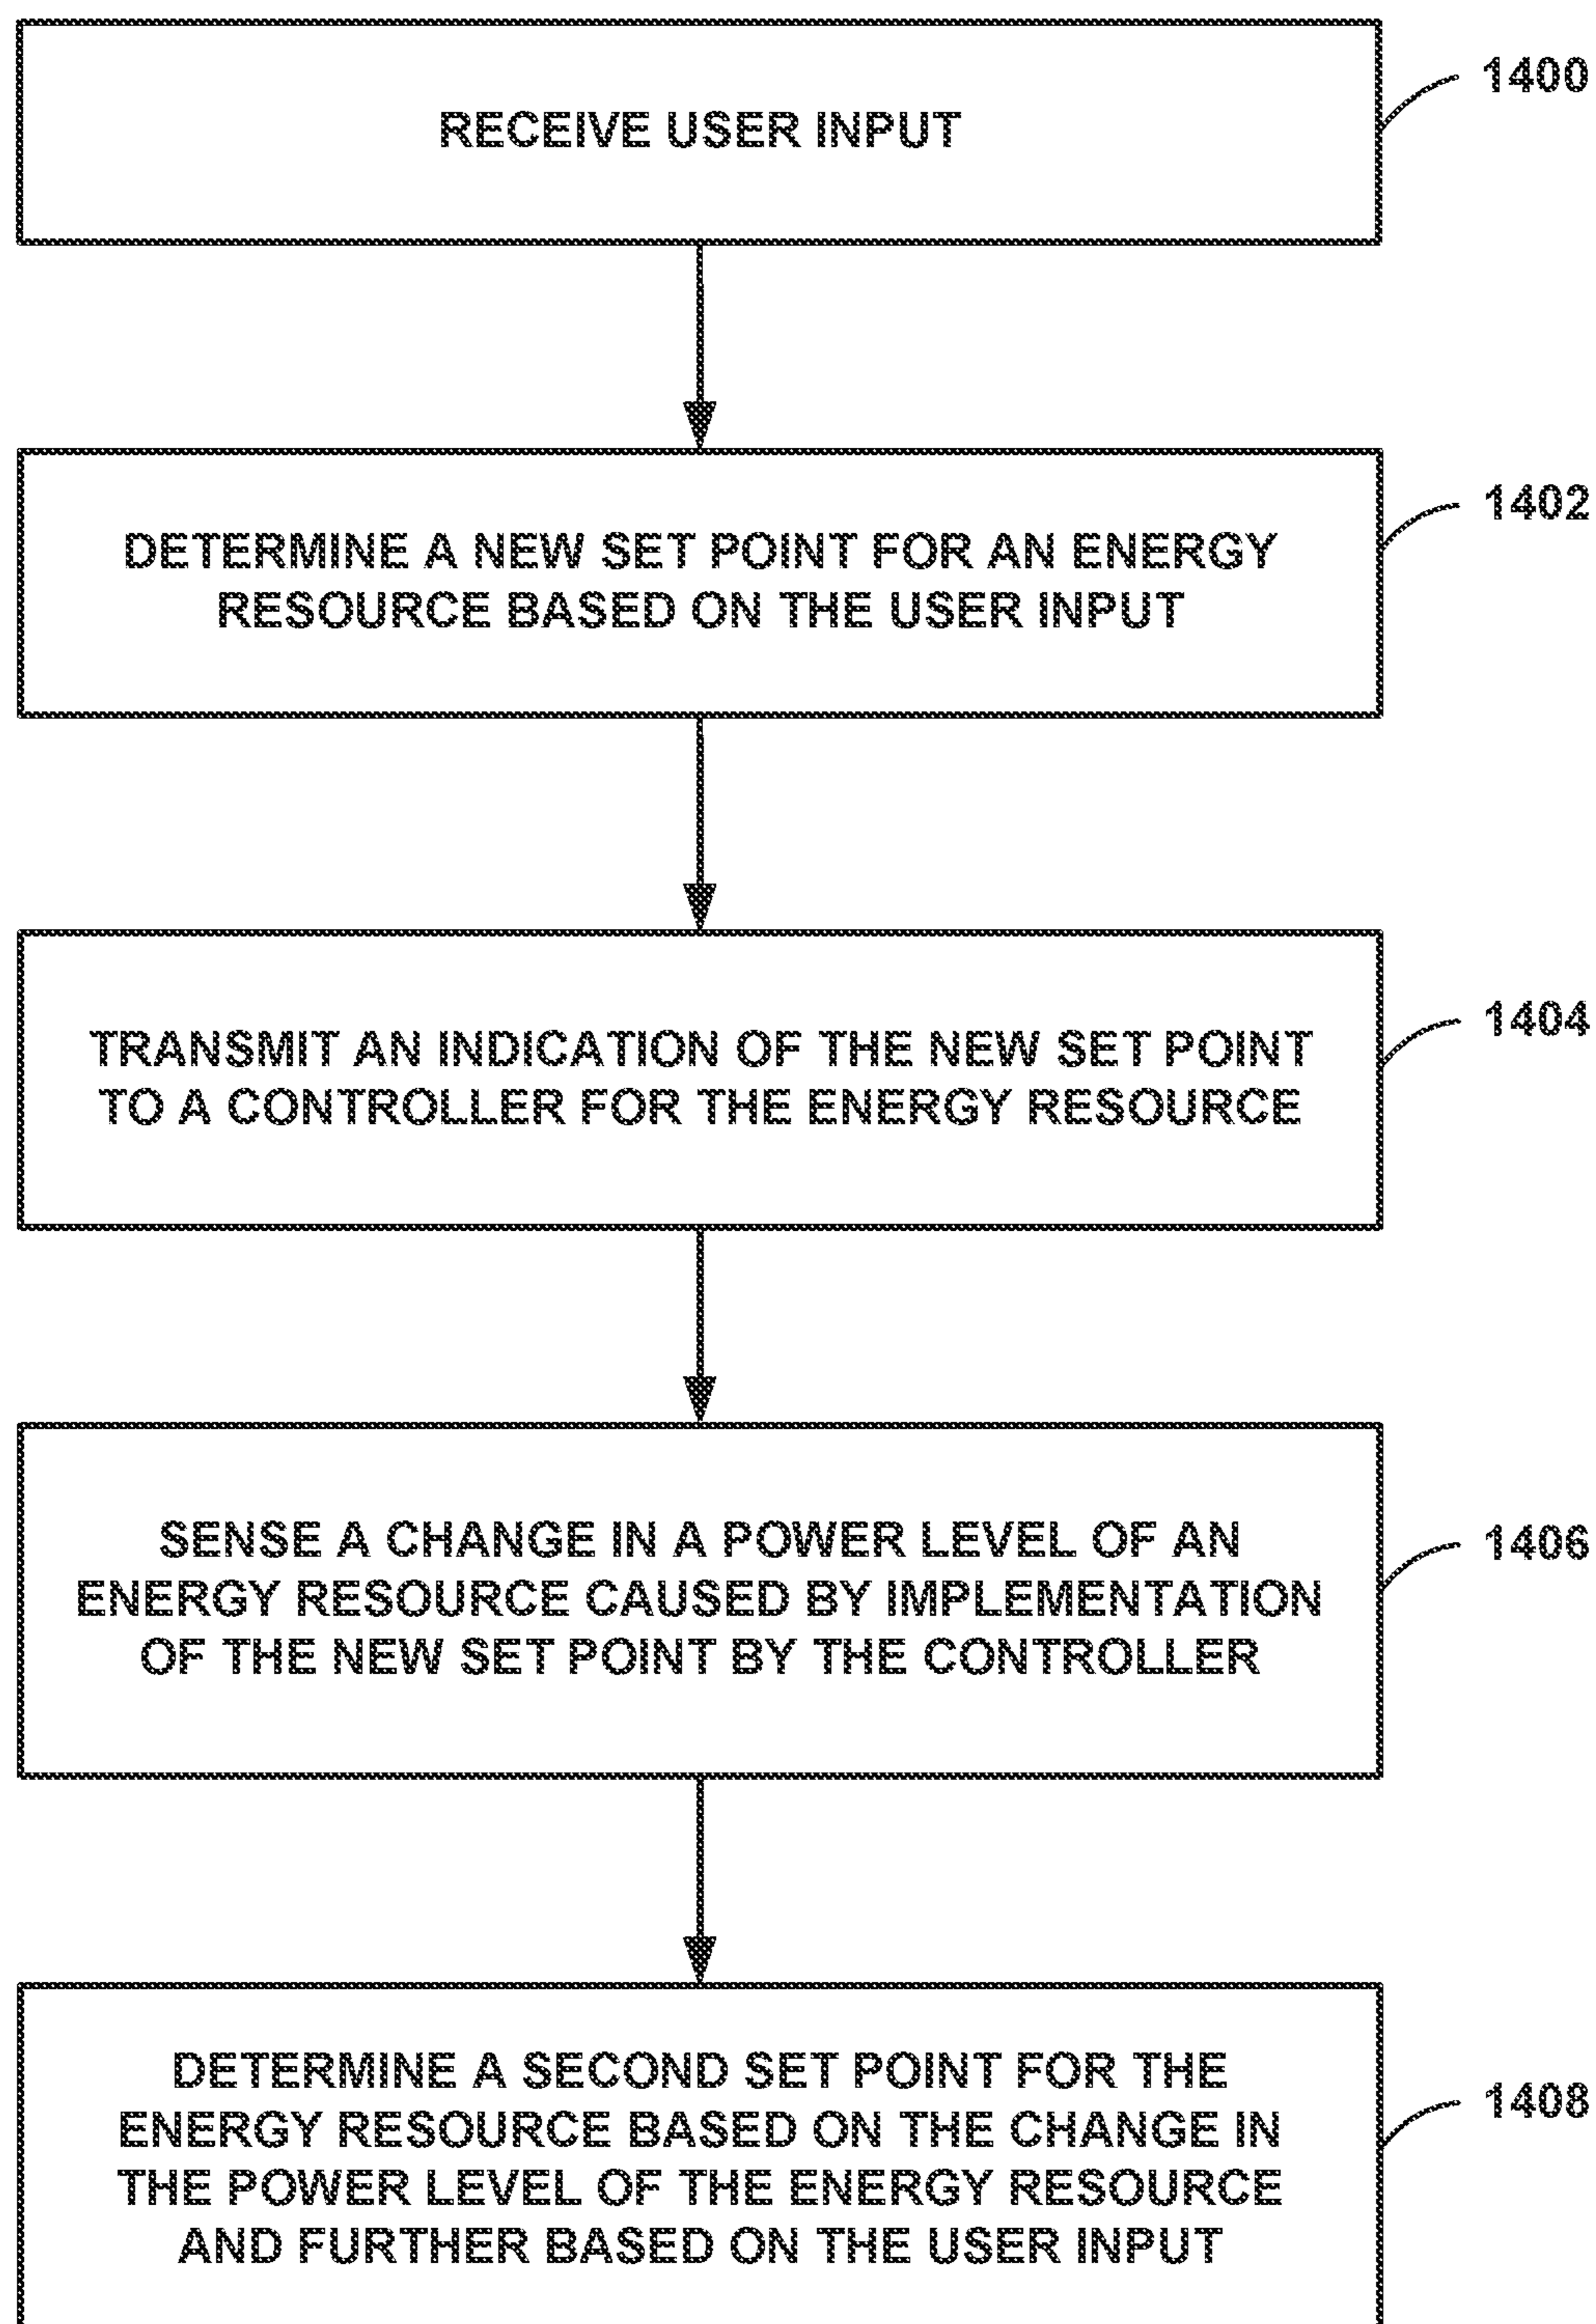 1400
RECEIVE USER INPUT
1402
DETERMINE A NEW SET POINT FOR AN ENERGY
RESOURCE BASED ON THE USER INPUT
1404
TRANSMIT AN INDICATION OF THE NEW SET POINT
TO A CONTROLLER FOR THE ENERGY RESOURCE
1406
SENSE A CHANGE IN A POWER LEVEL OF AN
ENERGY RESOURCE CAUSED BY IMPLEMENTATION
OF THE NEW SET POINT BY THE CONTROLLER
1408
DETERMINE A SECOND SET POINT FOR THE
ENERGY RESOURCE BASED ON THE CHANGE IN
THE POWER LEVEL OF THE ENERGY RESOURCE
AND FURTHER BASED ON THE USER INPUT